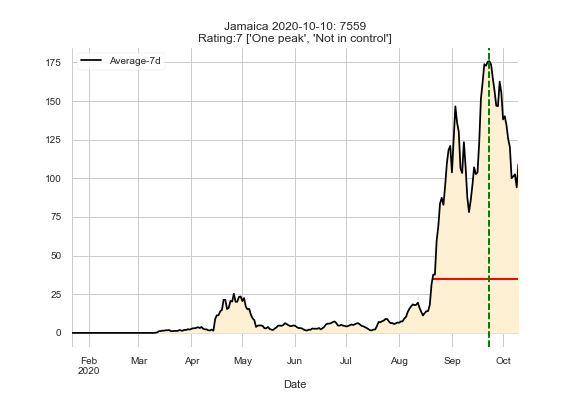 Jamaica 2020-10-10: 7559
Rating:7 ['One peak', 'Not in control']
Average-7d
175
150
125
100
75
50
25
0
Feb Mar Apr May Jun Jul Aug Sep Oct
2020
Date